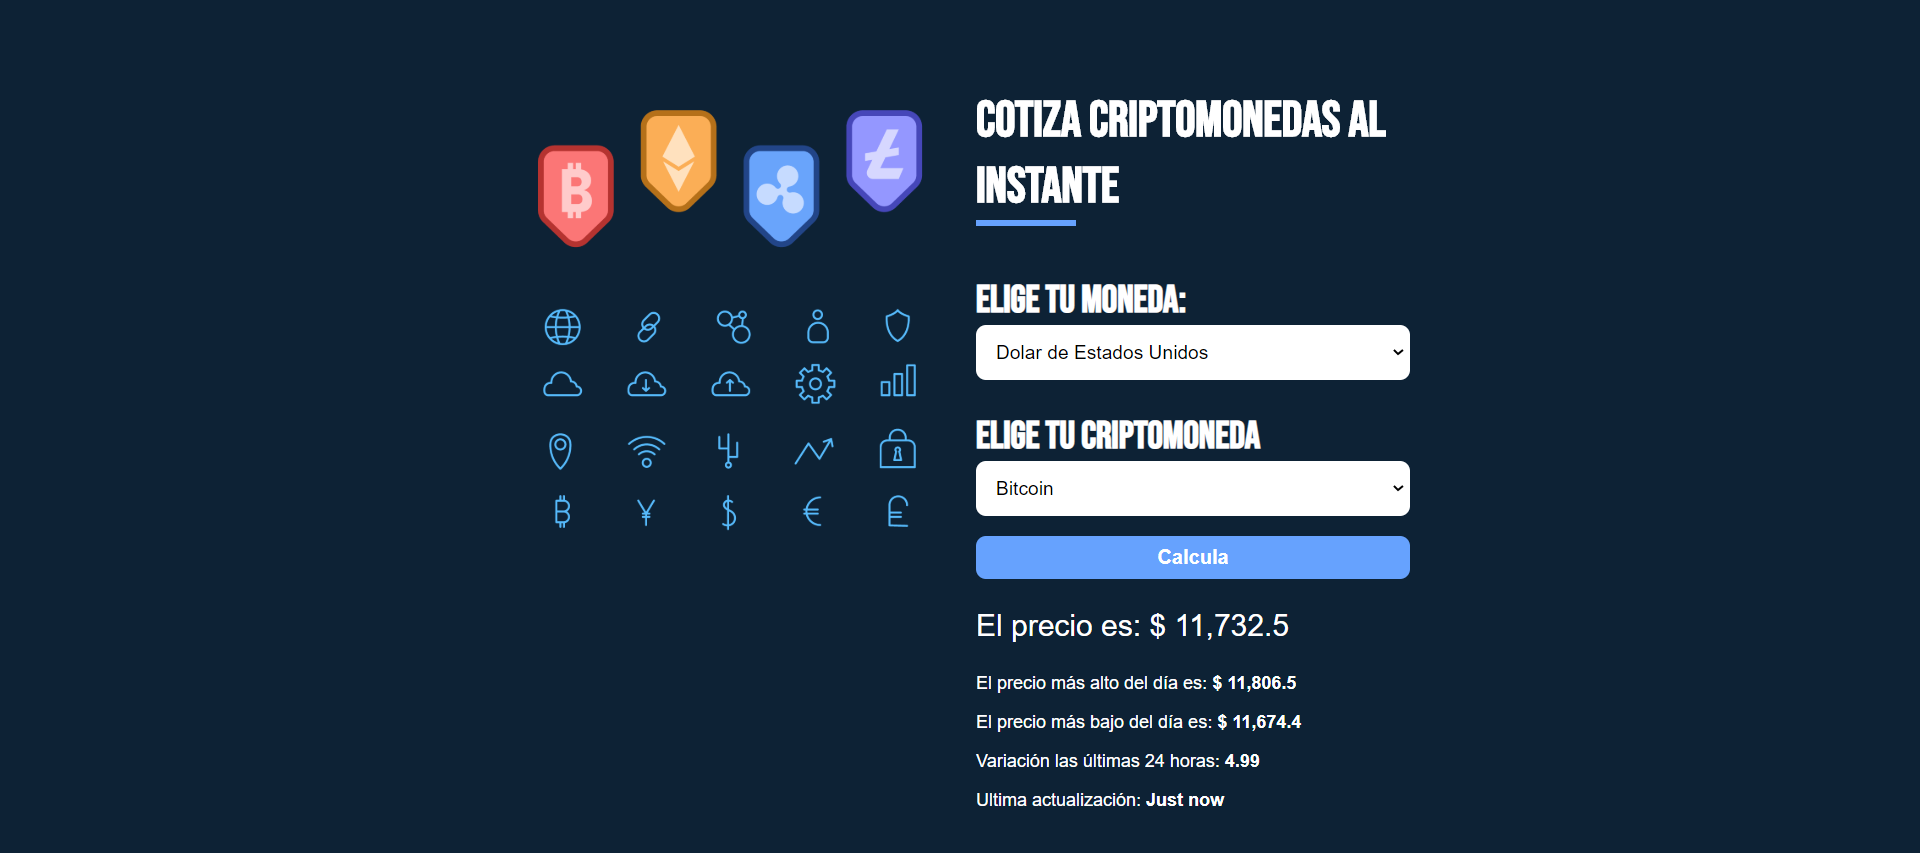 COTIZA CRIPTOMONEDAS AL
INSTANTE
ELIGE TU MONEDA:
Dolar de Estados Unidos
ELIGE TU CRIPTOMONEDA
Bitcoin
Calcula
El precio es: $ 11,732.5
El precio más alto del día es: $ 11,806.5
El precio más bajo del día es: $ 11,674.4
Variación las últimas 24 horas: 4.99
Ultima actualización: Just now